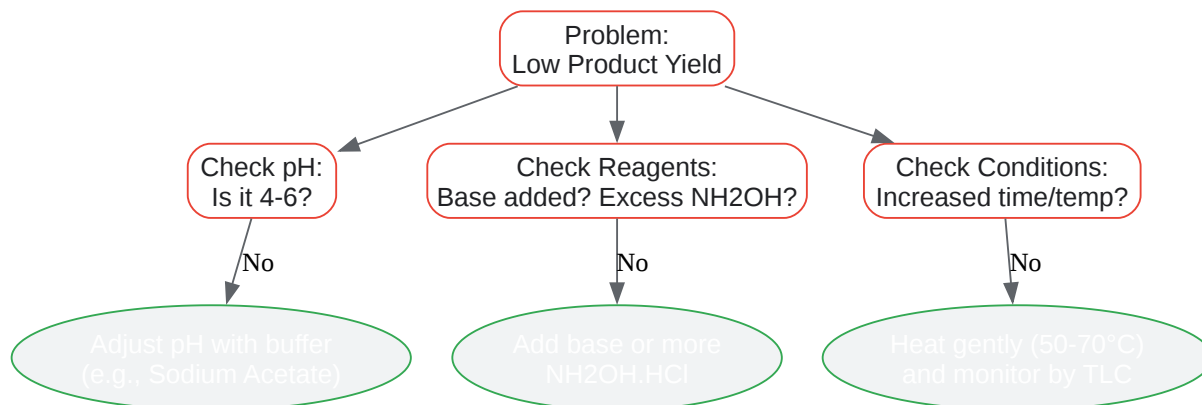 Problem:
Low Product Yield
Check pH:
Is it 4-6?
Check Reagents:
Base added? Excess NH2OH?
Check Conditions:
Increased time/temp?
No
No
No
Adjust pH with buffer
(e.g., Sodium Acetate)
Add base or more
NH2OH.HCl
Heat gently (50-70°C)
and monitor by TLC